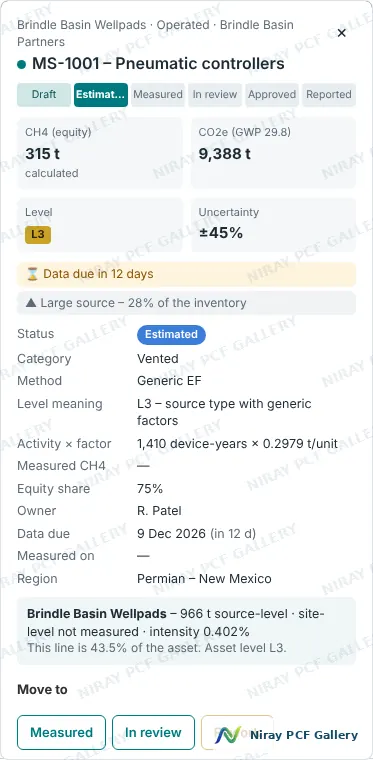 Brindle Basin Wellpads · Operated · Brindle Basin
Partners
×
MS-1001 – Pneumatic controllers
Draft Estimat... Measured In review Approved Reported
CH4 (equity)
315 t
calculated
CO2e (GWP 29.8)
9,388 t
Level
L3
Uncertainty
±45%
⌛ Data due in 12 days
▲ Large source – 28% of the inventory
Status Estimated
Category Vented
Method Generic EF
Level meaning L3 – source type with generic
factors
Activity × factor 1,410 device-years × 0.2979 t/unit
Measured CH4 —
Equity share 75%
Owner R. Patel
Data due 9 Dec 2026 (in 12 d)
Measured on —
Region Permian – New Mexico
Brindle Basin Wellpads – 966 t source-level · site-
level not measured · intensity 0.402%
This line is 43.5% of the asset. Asset level L3.
Move to
Measured In review
Niray PCF Gallery
NIRAY PCF GALLERY